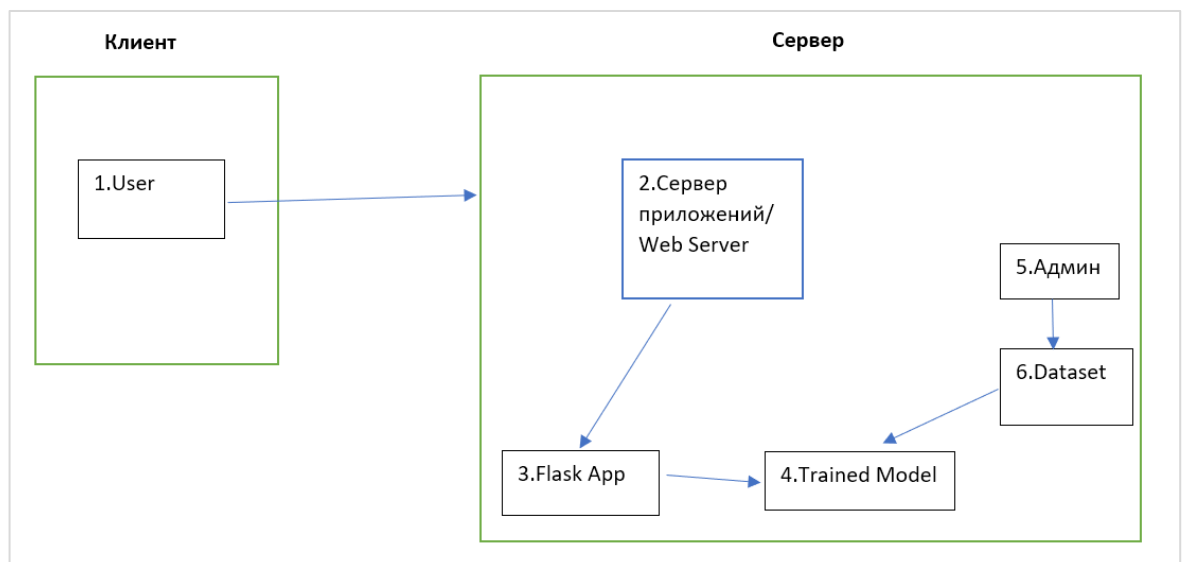 Клиент
Сервер
1.User
2.Сервер
приложений/
Web Server
5.Админ
6.Dataset
3.Flask App
4.Trained Model